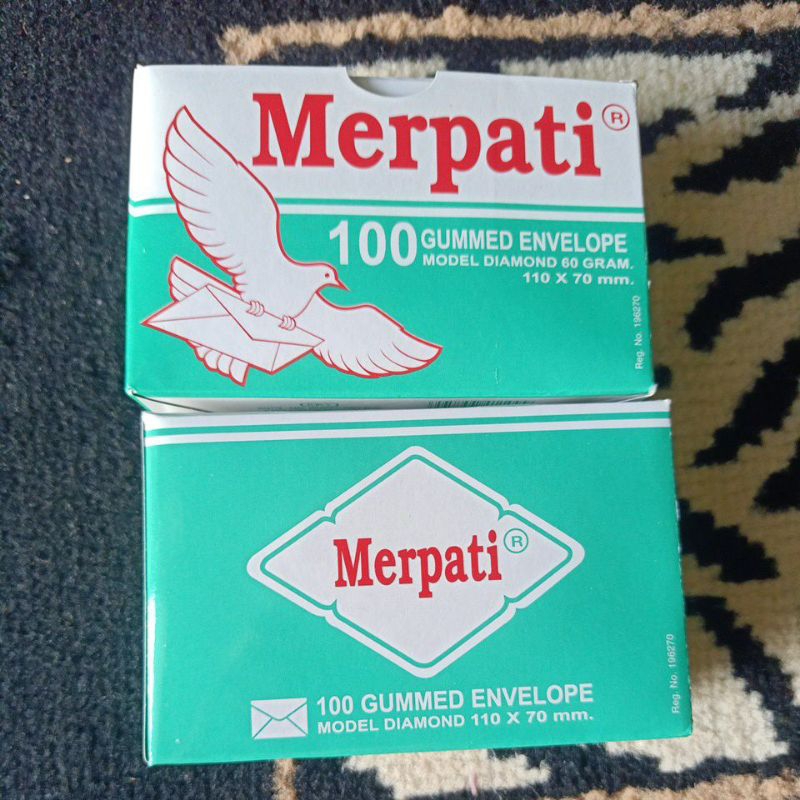 Merpati ®
100 GUMMED ENVELOPE
MODEL DIAMOND 60 GRAM.
110 X 70 mm.
Reg. No. 196270
Merpati ®
100 GUMMED ENVELOPE
MODEL DIAMOND 110 X 70 mm.
Reg. No. 196270